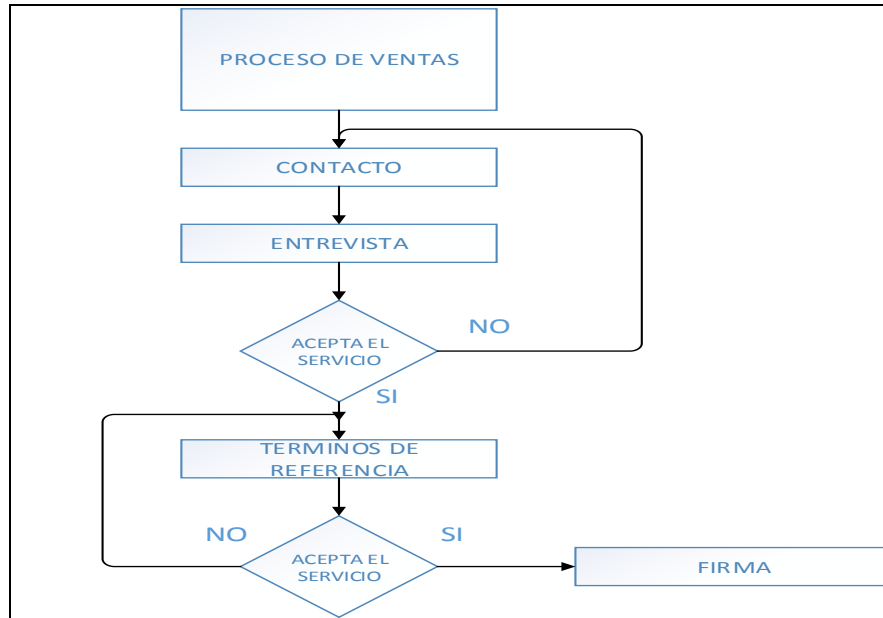 PROCESO DE VENTAS
CONTACTO
ENTREVISTA
ACEPTA EL
SERVICIO
NO
SI
TERMINOS DE
REFERENCIA
NO
ACEPTA EL
SERVICIO
SI
FIRMA